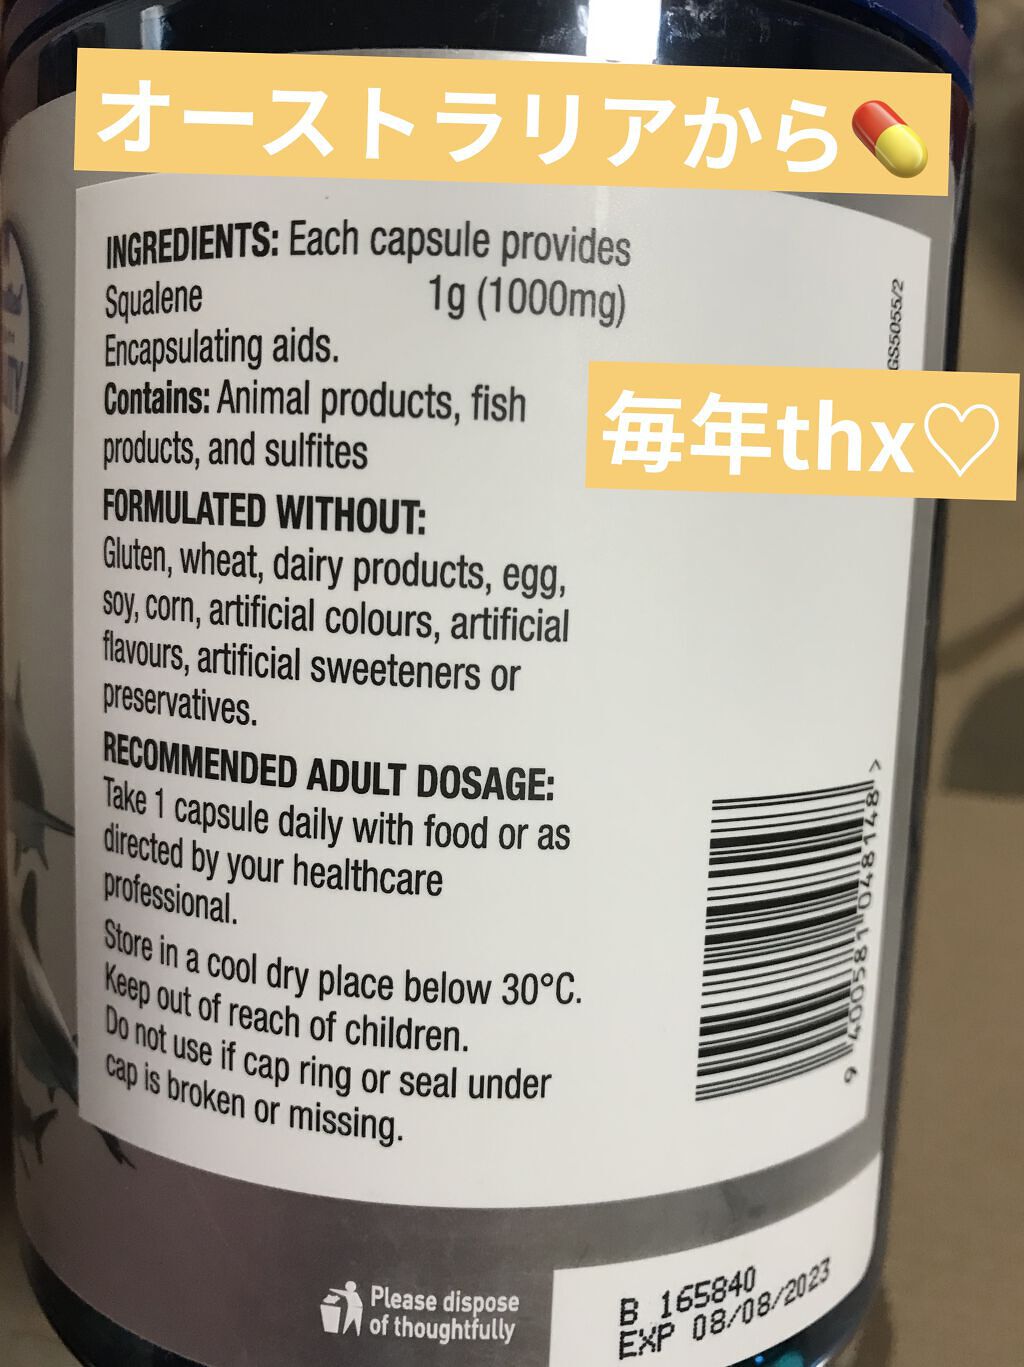 オーストラリアから💊
INGREDIENTS: Each capsule provides
Squalene 1g (1000mg)
Encapsulating aids.
Contains: Animal products, fish
products, and sulfites
GS5055/2
毎年thx♡
FORMULATED WITHOUT:
Gluten, wheat, dairy products, egg,
soy, corn, artificial colours, artificial
flavours, artificial sweeteners or
preservatives.
RECOMMENDED ADULT DOSAGE:
Take 1 capsule daily with food or as
directed by your healthcare
professional.
Store in a cool dry place below 30°C.
Keep out of reach of children.
Do not use if cap ring or seal under
cap is broken or missing.
9 400581 048148 >
Please dispose
of thoughtfully
B 165840
EXP 08/08/2023